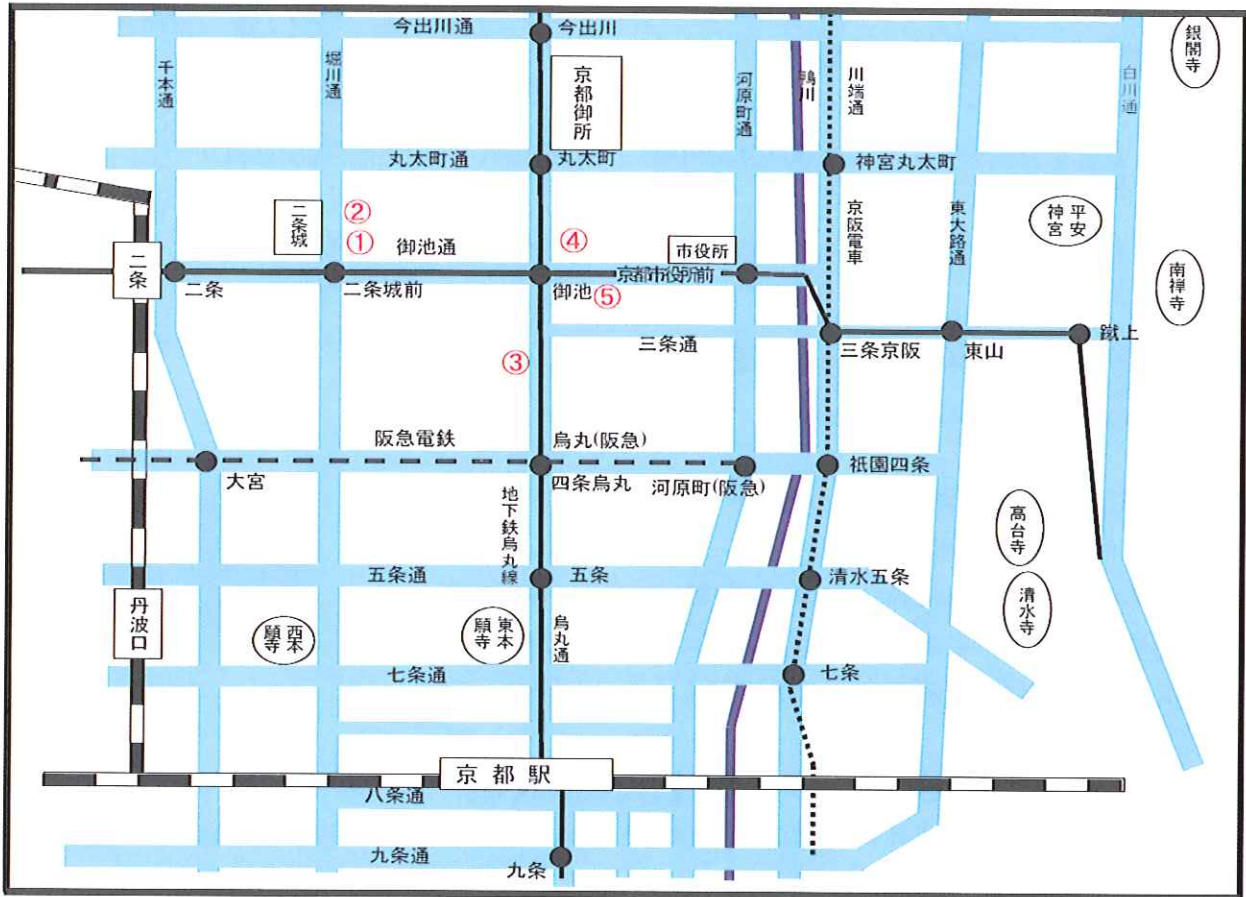 今出川通
今出川
銀閣寺
千本通
堀川通
京都御所
河原町通
鴨川
川端通
白川通
丸太町通
丸太町
神宮丸太町
二条城
②
①
御池通
④
市役所
京阪電車
東大路通
平安
神宮
南禅寺
二条
二条
二条城前
御池
⑤
京都市役所前
三条通
三条京阪
東山
蹴上
③
阪急電鉄
烏丸(阪急)
大宮
四条烏丸
河原町(阪急)
祇園四条
地下鉄烏丸線
高台寺
五条通
五条
清水五条
清水寺
丹波口
西本
願寺
東本
願寺
烏丸通
七条通
七条
京都駅
八条通
九条通
九条